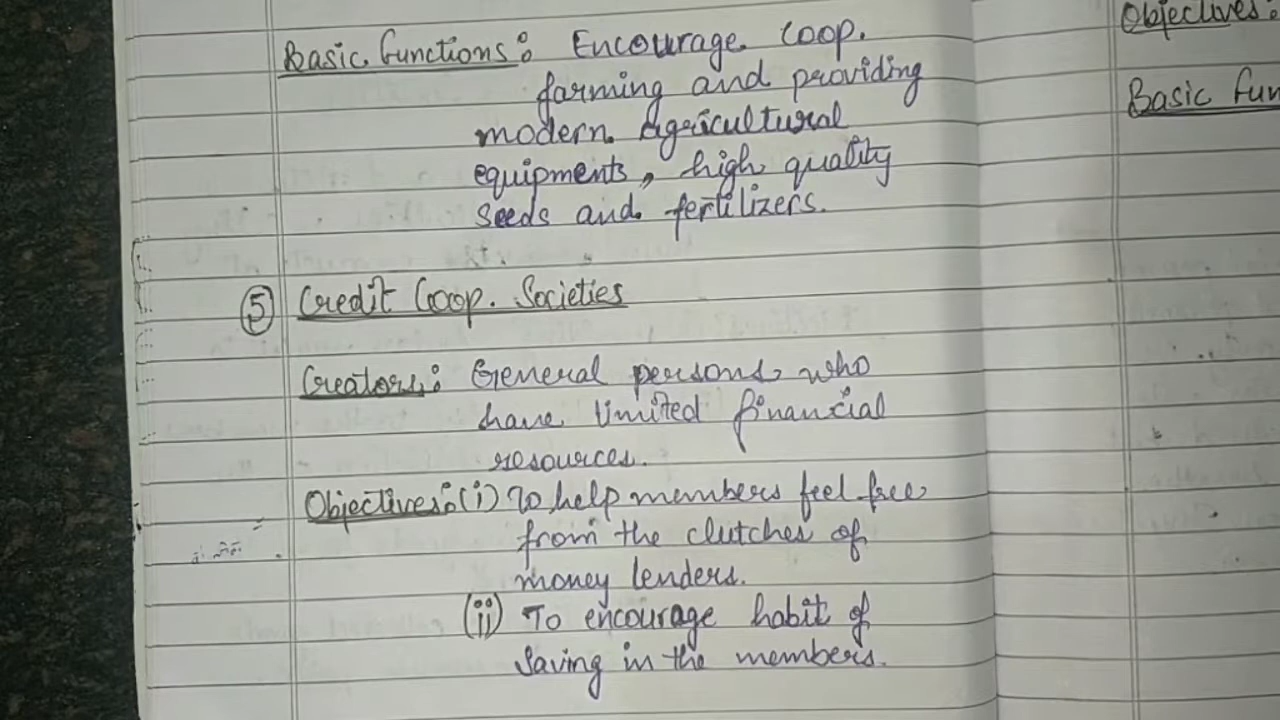 Basic functions: Encourage coop.
farming and providing
modern agricultural
equipments, high quality
seeds and fertilizers.
⑤ Credit Coop. Societies
Creators: General persons who
have limited financial
resources.
Objectives: (i) To help members feel free
from the clutches of
money lenders.
(ii) To encourage habit of
saving in the members.
Objectives:
Basic fun